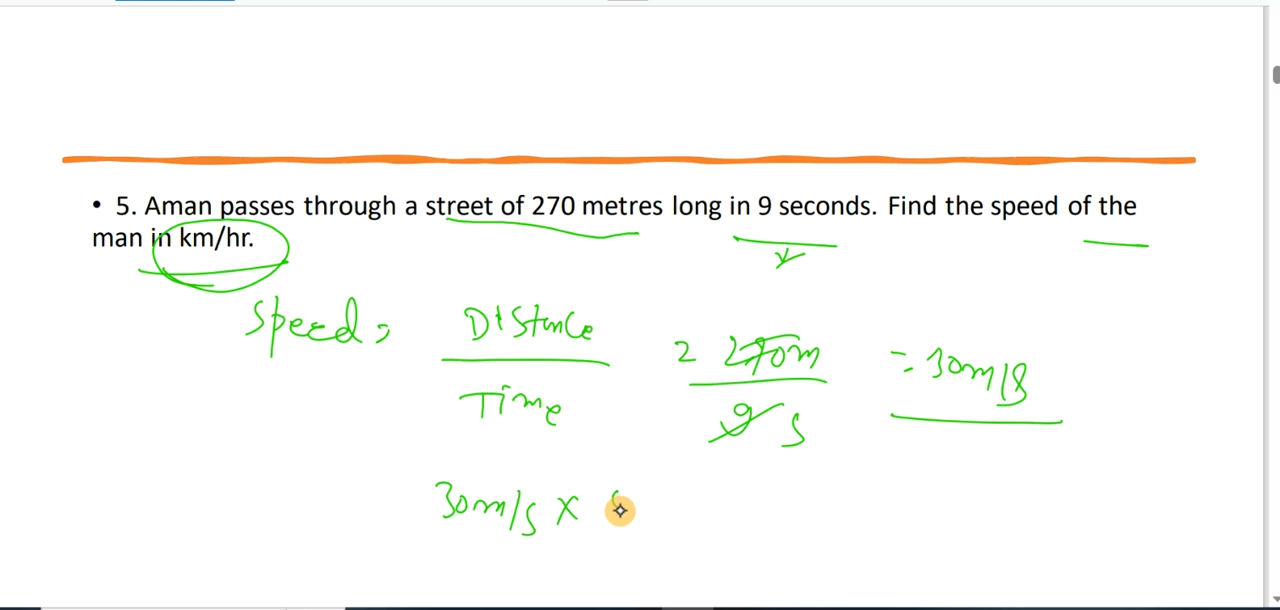 • 5. Aman passes through a street of 270 metres long in 9 seconds. Find the speed of the
man in km/hr.
Speed = Distance / Time = 270m / 9 s = 30m/s
30m/s x